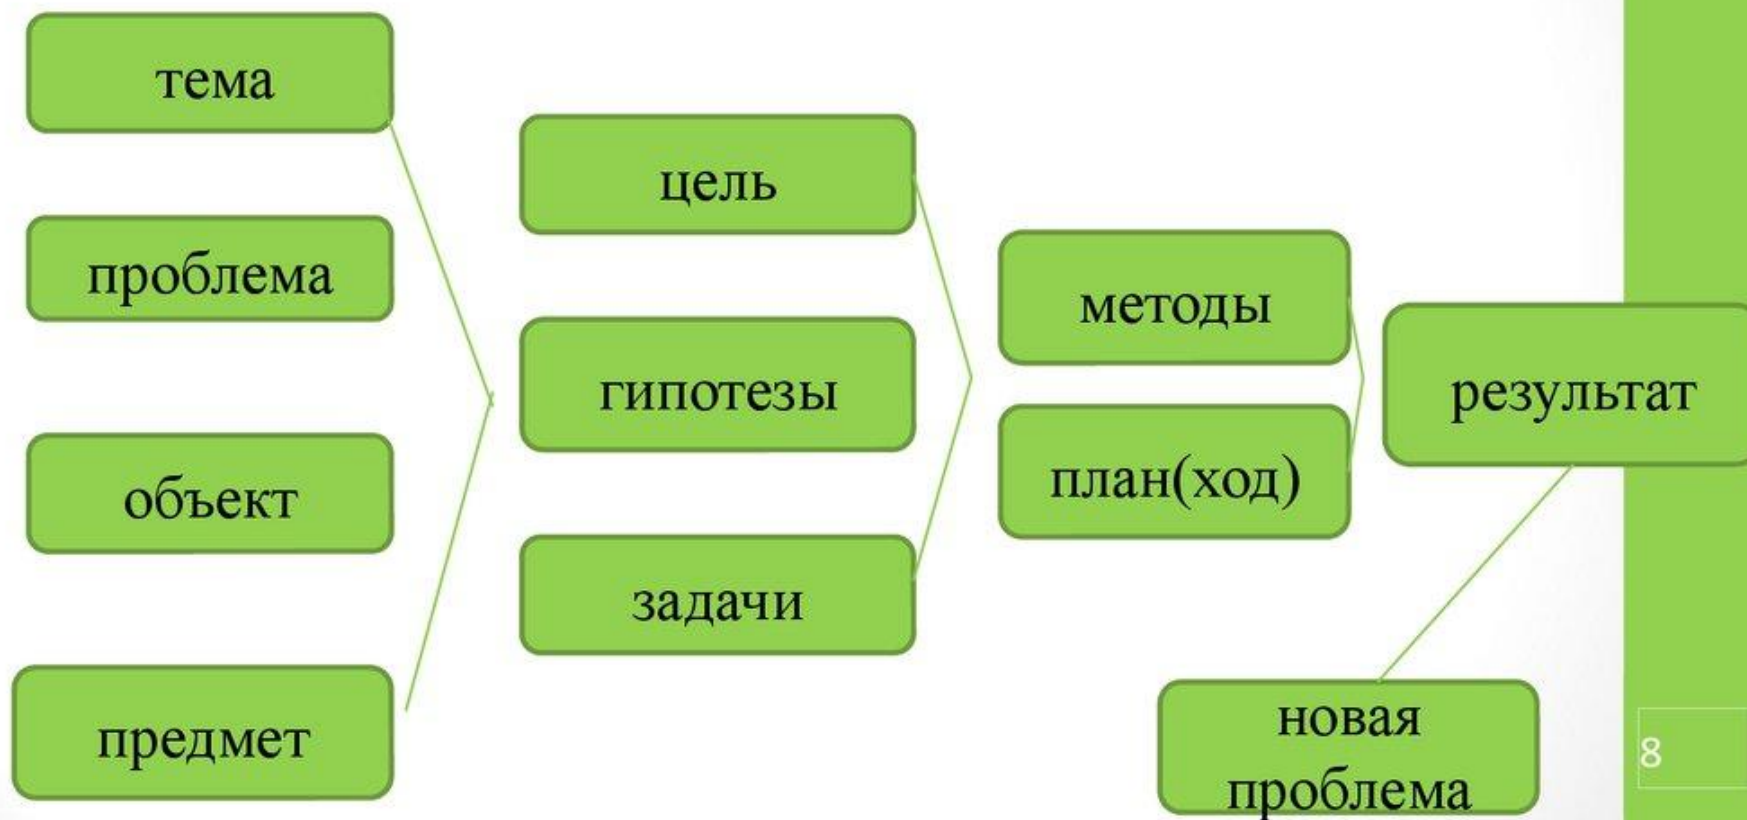 тема
проблема
объект
предмет
цель
гипотезы
задачи
методы
план(ход)
результат
новая
проблема
8